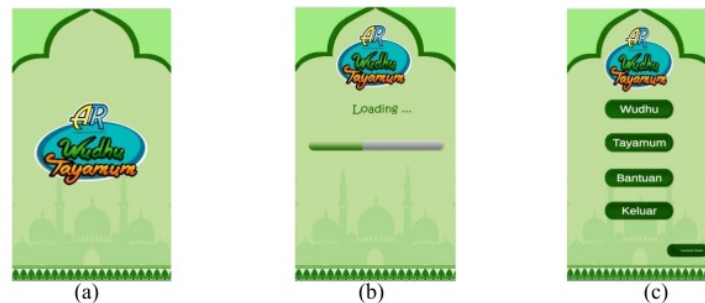 AR
Wudhu
Tayamum
(a)
AR
Wudhu
Tayamum
Loading ...
(b)
AR
Wudhu
Tayamum
Wudhu
Tayamum
Bantuan
Keluar
(c)